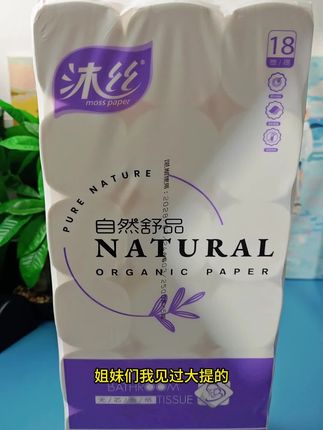 沐丝®
moss paper
18
PURE NATURE
自然舒品
NATURAL
ORGANIC PAPER
姐妹们我见过大提的
BATHROOM
TISSUE